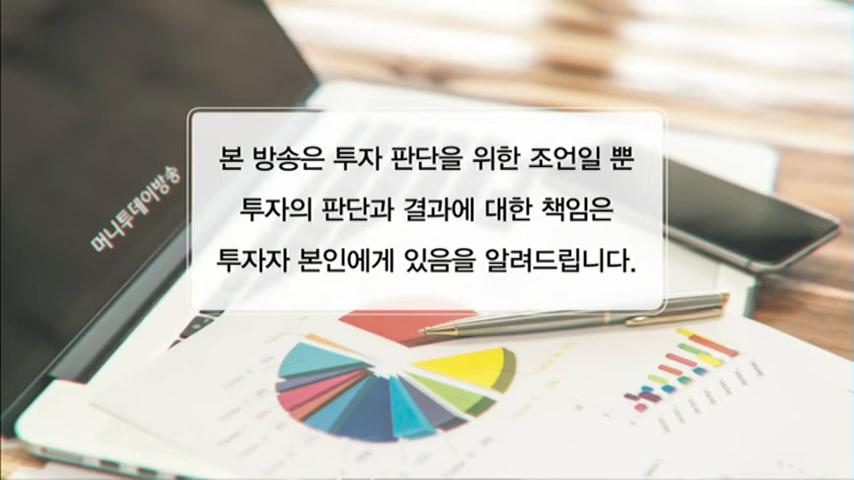 본 방송은 투자 판단을 위한 조언일 뿐
투자의 판단과 결과에 대한 책임은
투자자 본인에게 있음을 알려드립니다.
머니투데이방송